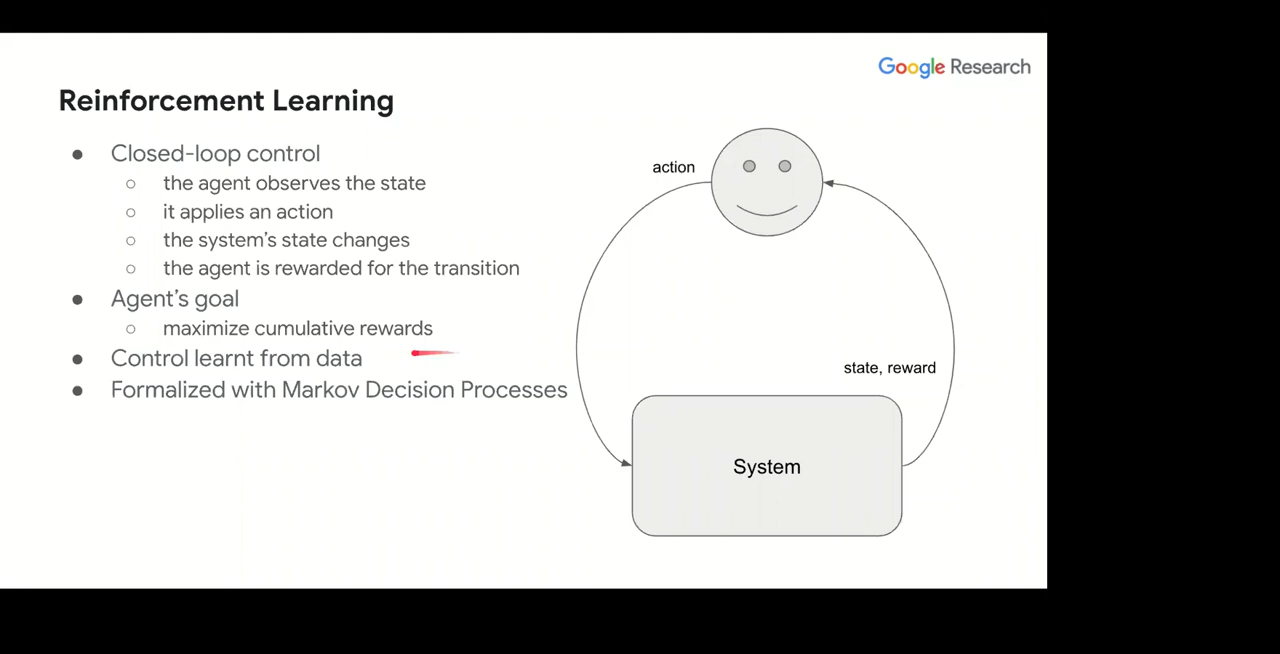 Google Research
Reinforcement Learning
● Closed-loop control
○ the agent observes the state
○ it applies an action
○ the system's state changes
○ the agent is rewarded for the transition
● Agent's goal
○ maximize cumulative rewards
● Control learnt from data
● Formalized with Markov Decision Processes
action
state, reward
System